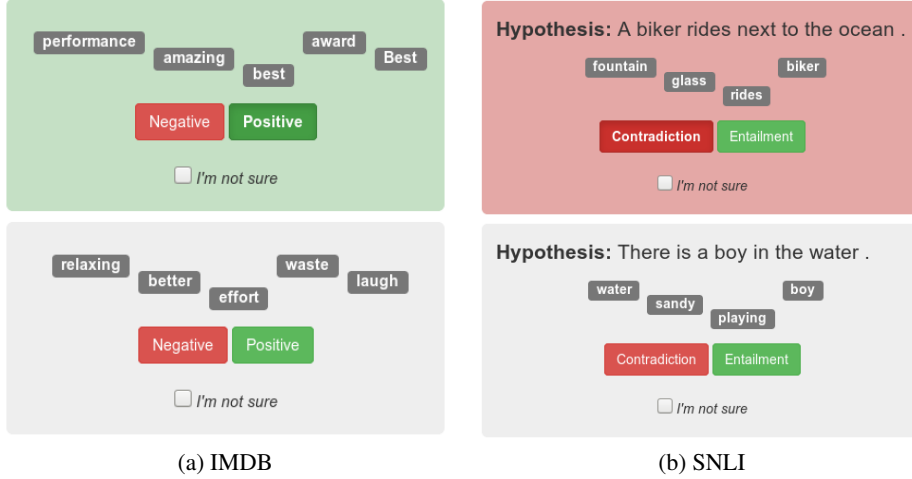 performance amazing best award Best
Negative Positive
I'm not sure
relaxing better effort waste laugh
Negative Positive
I'm not sure
(a) IMDB
Hypothesis: A biker rides next to the ocean .
fountain glass rides biker
Contradiction Entailment
I'm not sure
Hypothesis: There is a boy in the water .
water sandy playing boy
Contradiction Entailment
I'm not sure
(b) SNLI